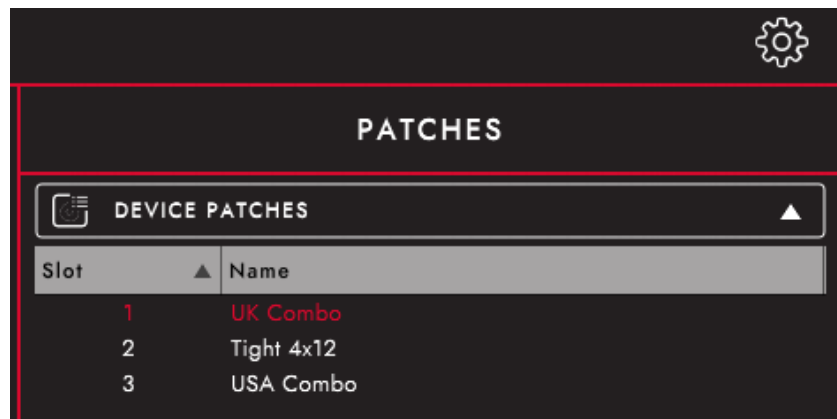 PATCHES
DEVICE PATCHES
Slot Name
1 UK Combo
2 Tight 4x12
3 USA Combo